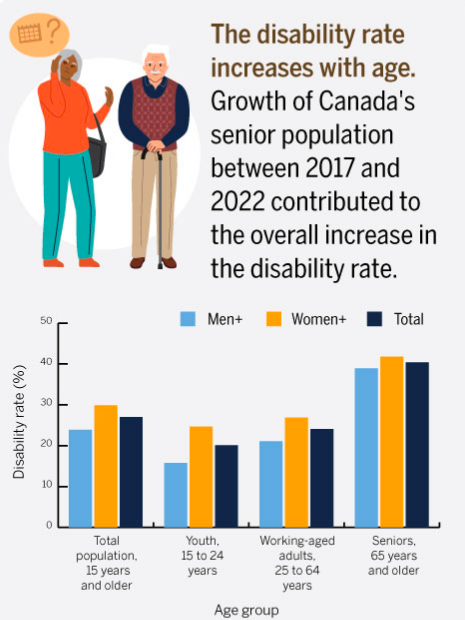 ?
The disability rate
increases with age.
Growth of Canada's
senior population
between 2017 and
2022 contributed to
the overall increase in
the disability rate.
Men+ Women+ Total
Disability rate (%)
50
40
30
20
10
0
Total
population,
15 years
and older
Youth,
15 to 24
years
Working-aged
adults,
25 to 64
years
Seniors,
65 years
and older
Age group